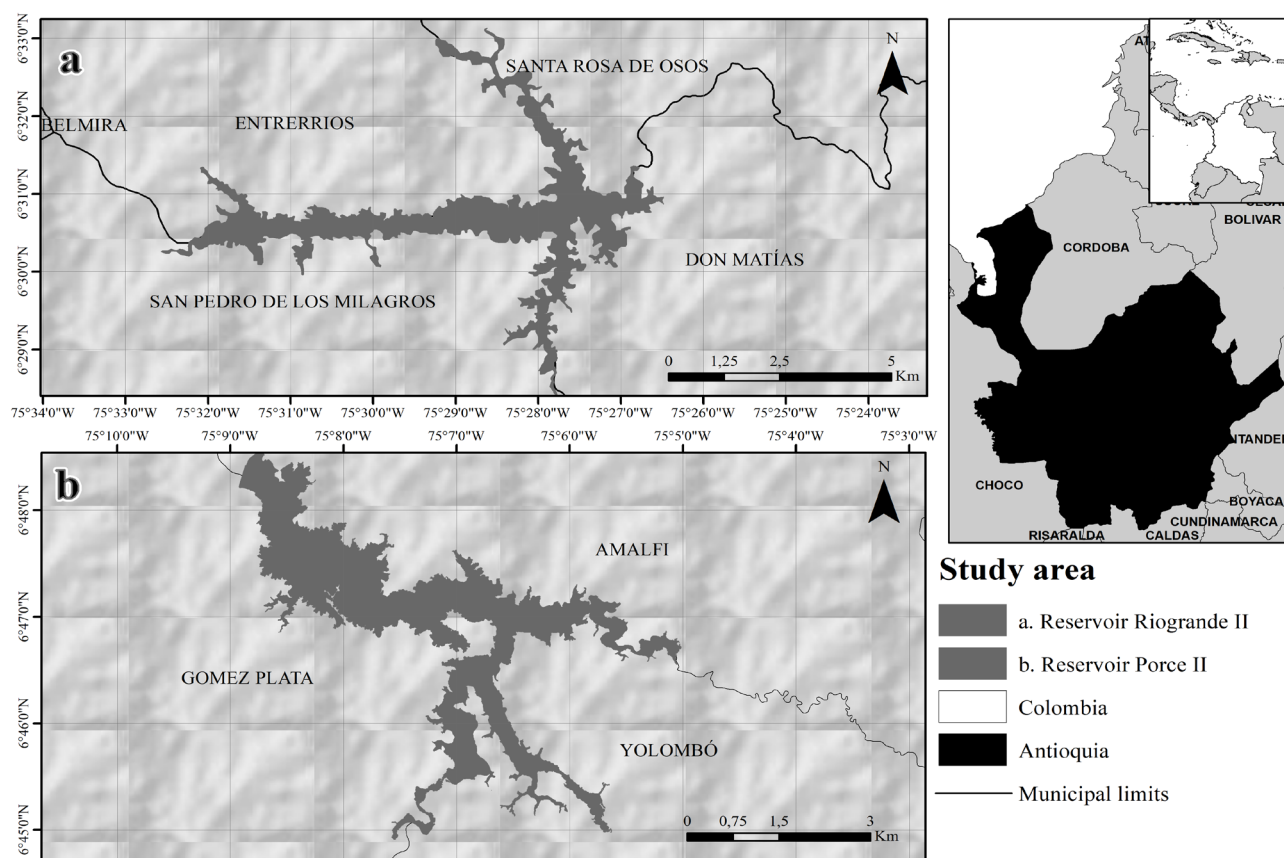 a
6°33'0"N
6°32'0"N
6°31'0"N
6°30'0"N
6°29'0"N
SANTA ROSA DE OSOS
N
BELMIRA
ENTRERRIOS
DON MATÍAS
SAN PEDRO DE LOS MILAGROS
0 1,25 2,5 5
Km
75°34'0"W 75°33'0"W 75°32'0"W 75°31'0"W 75°30'0"W 75°29'0"W 75°28'0"W 75°27'0"W 75°26'0"W 75°25'0"W 75°24'0"W
75°10'0"W 75°9'0"W 75°8'0"W 75°7'0"W 75°6'0"W 75°5'0"W 75°4'0"W 75°3'0"W
b
6°48'0"N
6°47'0"N
6°46'0"N
6°45'0"N
N
AMALFI
GOMEZ PLATA
YOLOMBÓ
0 0,75 1,5 3
Km
AT
BOLIVAR
CORDOBA
NTANDER
CHOCO
BOYACA
CUNDINAMARCA
RISARALDA
CALDAS
Study area
a. Reservoir Riogrande II
b. Reservoir Porce II
Colombia
Antioquia
Municipal limits